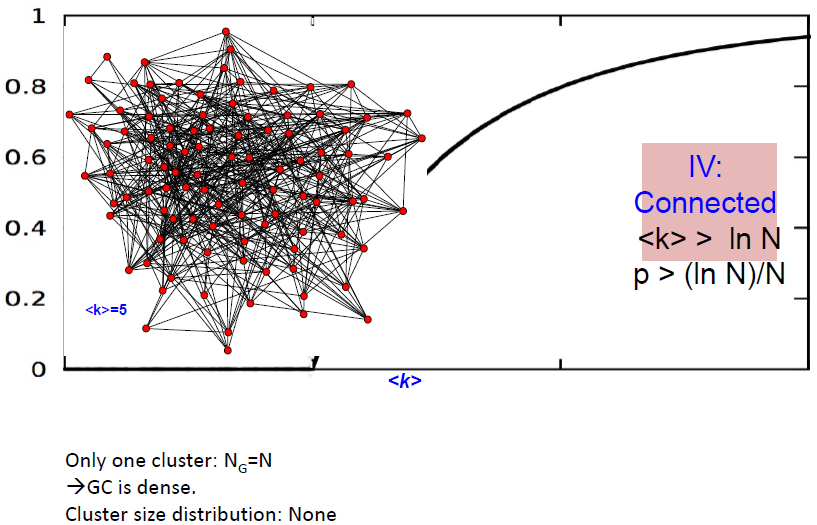 1
0.8
0.6
0.4
0.2
0
<k>=5
IV:
Connected
<k> > ln N
p > (ln N)/N
<k>
Only one cluster: NG=N
→GC is dense.
Cluster size distribution: None